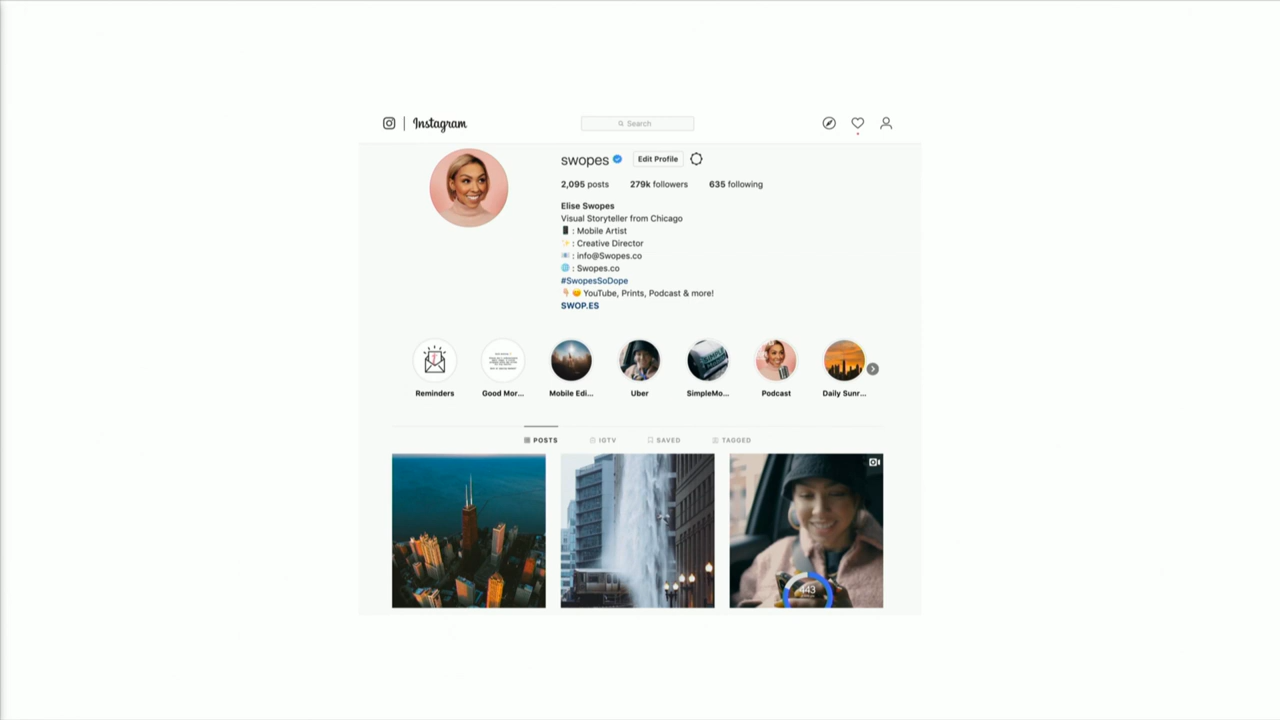 Instagram
Search
swopes Edit Profile
2,095 posts 279k followers 635 following
Elise Swopes
Visual Storyteller from Chicago
📱 : Mobile Artist
✨ : Creative Director
📧 : info@Swopes.co
🌐 : Swopes.co
#SwopesSoDope
👇🏼😊 YouTube, Prints, Podcast & more!
SWOP.ES
Reminders Good Mor... Mobile Edi... Uber SimpleMo... Podcast Daily Sunr...
POSTS IGTV SAVED TAGGED
443